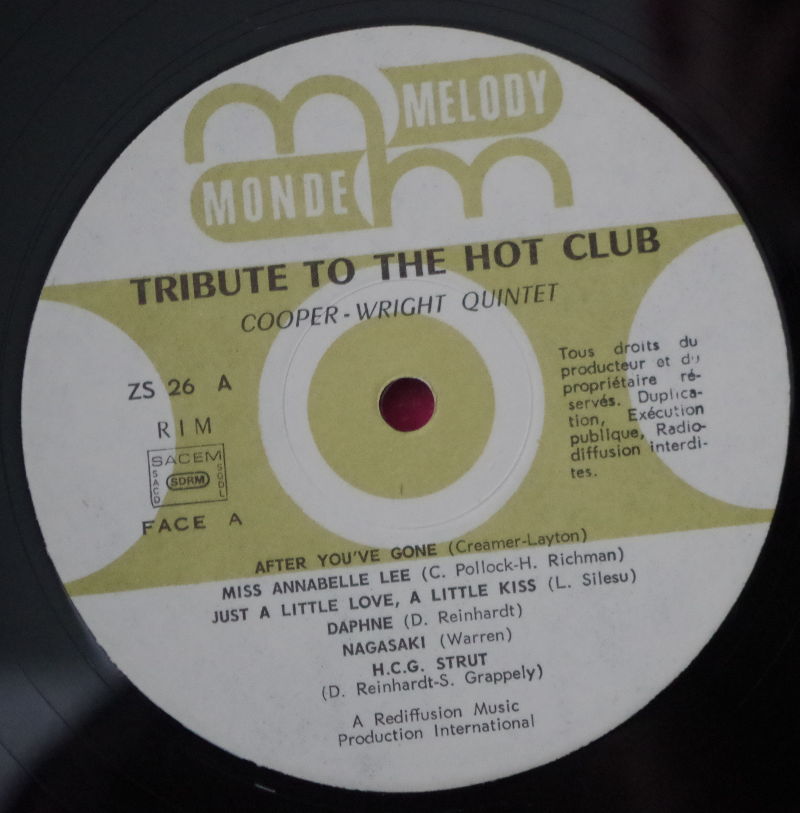 MELODY
MONDE
TRIBUTE TO THE HOT CLUB
COOPER-WRIGHT QUINTET
ZS 26 A
RIM
SACEM
SACD
SDRM
SGDL
FACE A
Tous droits du
producteur et du
propriétaire ré-
servés. Duplica-
tion, Exécution
publique, Radio-
diffusion interdi-
tes.
AFTER YOU'VE GONE (Creamer-Layton)
MISS ANNABELLE LEE (C. Pollock-H. Richman)
JUST A LITTLE LOVE, A LITTLE KISS (L. Silesu)
DAPHNE (D. Reinhardt)
NAGASAKI (Warren)
H.C.G. STRUT
(D. Reinhardt-S. Grappely)
A Rediffusion Music
Production International